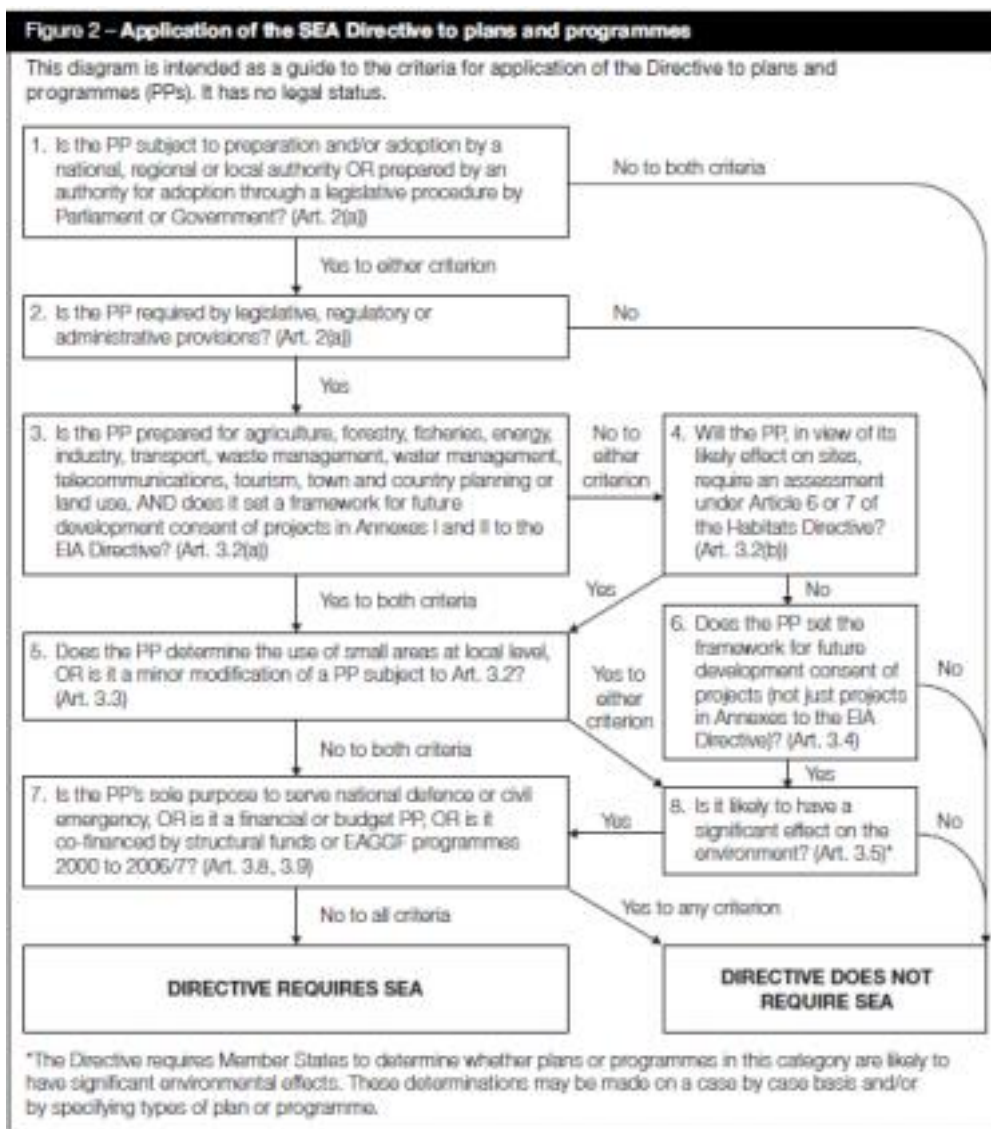 Figure 2 – Application of the SEA Directive to plans and programmes
This diagram is intended as a guide to the criteria for application of the Directive to plans and
programmes (PPs). It has no legal status.
1. Is the PP subject to preparation and/or adoption by a
national, regional or local authority OR prepared by an
authority for adoption through a legislative procedure by
Parliament or Government? (Art. 2(a))
No to both criteria
Yes to either criterion
2. Is the PP required by legislative, regulatory or
administrative provisions? (Art. 2(a))
No
Yes
3. Is the PP prepared for agriculture, forestry, fisheries, energy,
industry, transport, waste management, water management,
telecommunications, tourism, town and country planning or
land use, AND does it set a framework for future
development consent of projects in Annexes I and II to the
EIA Directive? (Art. 3.2(a))
No to
either
criterion
4. Will the PP, in view of its
likely effect on sites,
require an assessment
under Article 6 or 7 of
the Habitats Directive?
(Art. 3.2(b))
Yes to both criteria
Yes
No
5. Does the PP determine the use of small areas at local level,
OR is it a minor modification of a PP subject to Art. 3.2?
(Art. 3.3)
Yes to
either
criterion
6. Does the PP set the
framework for future
development consent of
projects (not just projects
in Annexes to the EIA
Directive)? (Art. 3.4)
No
No to both criteria
Yes
7. Is the PP's sole purpose to serve national defence or civil
emergency, OR is it a financial or budget PP, OR is it
co-financed by structural funds or EAGGF programmes
2000 to 2006/7? (Art. 3.8, 3.9)
Yes
8. Is it likely to have a
significant effect on the
environment? (Art. 3.5)*
No
No to all criteria
Yes to any criterion
DIRECTIVE REQUIRES SEA
DIRECTIVE DOES NOT
REQUIRE SEA
*The Directive requires Member States to determine whether plans or programmes in this category are likely to
have significant environmental effects. These determinations may be made on a case by case basis and/or
by specifying types of plan or programme.